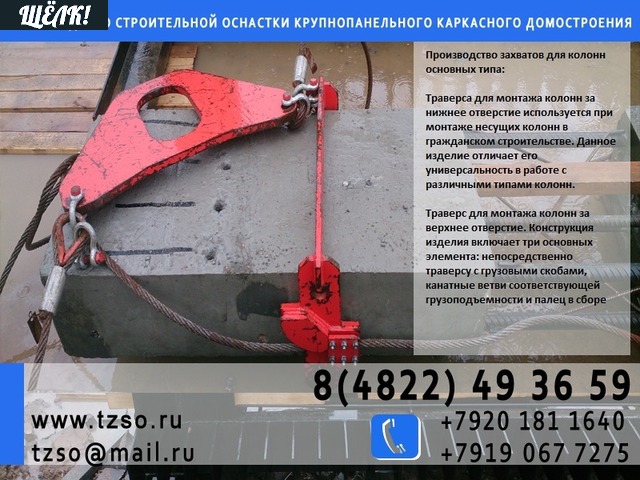 ЩЁЛК!
О СТРОИТЕЛЬНОЙ ОСНАСТКИ КРУПНОПАНЕЛЬНОГО КАРКАСНОГО ДОМОСТРОЕНИЯ
Производство захватов для колонн
основных типа:
Траверса для монтажа колонн за
нижнее отверстие используется при
монтаже несущих колонн в
гражданском строительстве. Данное
изделие отличает его
универсальность в работе с
различными типами колонн.
Траверс для монтажа колонн за
верхнее отверстие. Конструкция
изделия включает три основных
элемента: непосредственно
траверсу с грузовыми скобами,
канатные ветви соответствующей
грузоподъемности и палец в сборе
8(4822) 49 36 59
www.tzso.ru
+7920 181 1640
tzso@mail.ru
+7919 067 7275